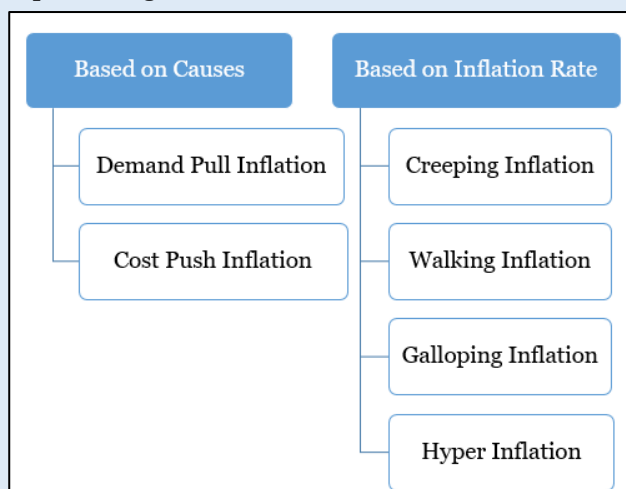 Based on Causes
Demand Pull Inflation
Cost Push Inflation
Based on Inflation Rate
Creeping Inflation
Walking Inflation
Galloping Inflation
Hyper Inflation